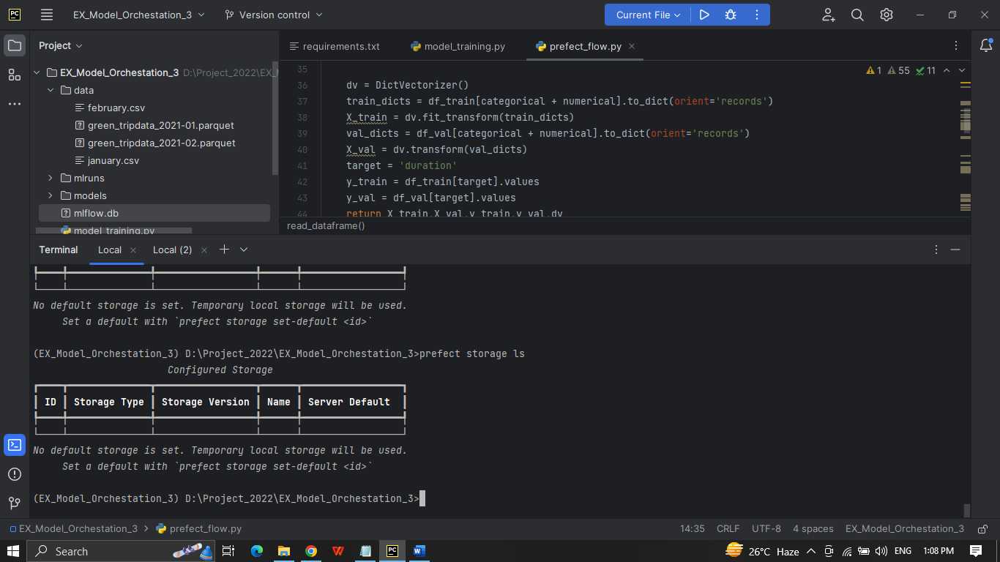 PC EX_Model_Orchestation_3 Version control Current File
Project
requirements.txt model_training.py prefect_flow.py
EX_Model_Orchestation_3 D:\Project_2022\EX_
data
february.csv
green_tripdata_2021-01.parquet
green_tripdata_2021-02.parquet
january.csv
mlruns
models
mlflow.db
model_training.py
1 55 11
35
36 dv = DictVectorizer()
37 train_dicts = df_train[categorical + numerical].to_dict(orient='records')
38 X_train = dv.fit_transform(train_dicts)
39 val_dicts = df_val[categorical + numerical].to_dict(orient='records')
40 X_val = dv.transform(val_dicts)
41 target = 'duration'
42 y_train = df_train[target].values
43 y_val = df_val[target].values
44 return X_train,X_val,y_train,y_val,dv
read_dataframe()
Terminal Local Local (2)
No default storage is set. Temporary local storage will be used.
Set a default with `prefect storage set-default <id>`
(EX_Model_Orchestation_3) D:\Project_2022\EX_Model_Orchestation_3>prefect storage ls
Configured Storage
ID Storage Type Storage Version Name Server Default
No default storage is set. Temporary local storage will be used.
Set a default with `prefect storage set-default <id>`
(EX_Model_Orchestation_3) D:\Project_2022\EX_Model_Orchestation_3>
EX_Model_Orchestation_3 > prefect_flow.py 14:35 CRLF UTF-8 4 spaces EX_Model_Orchestation_3
Search PC 26°C Haze ENG 1:08 PM